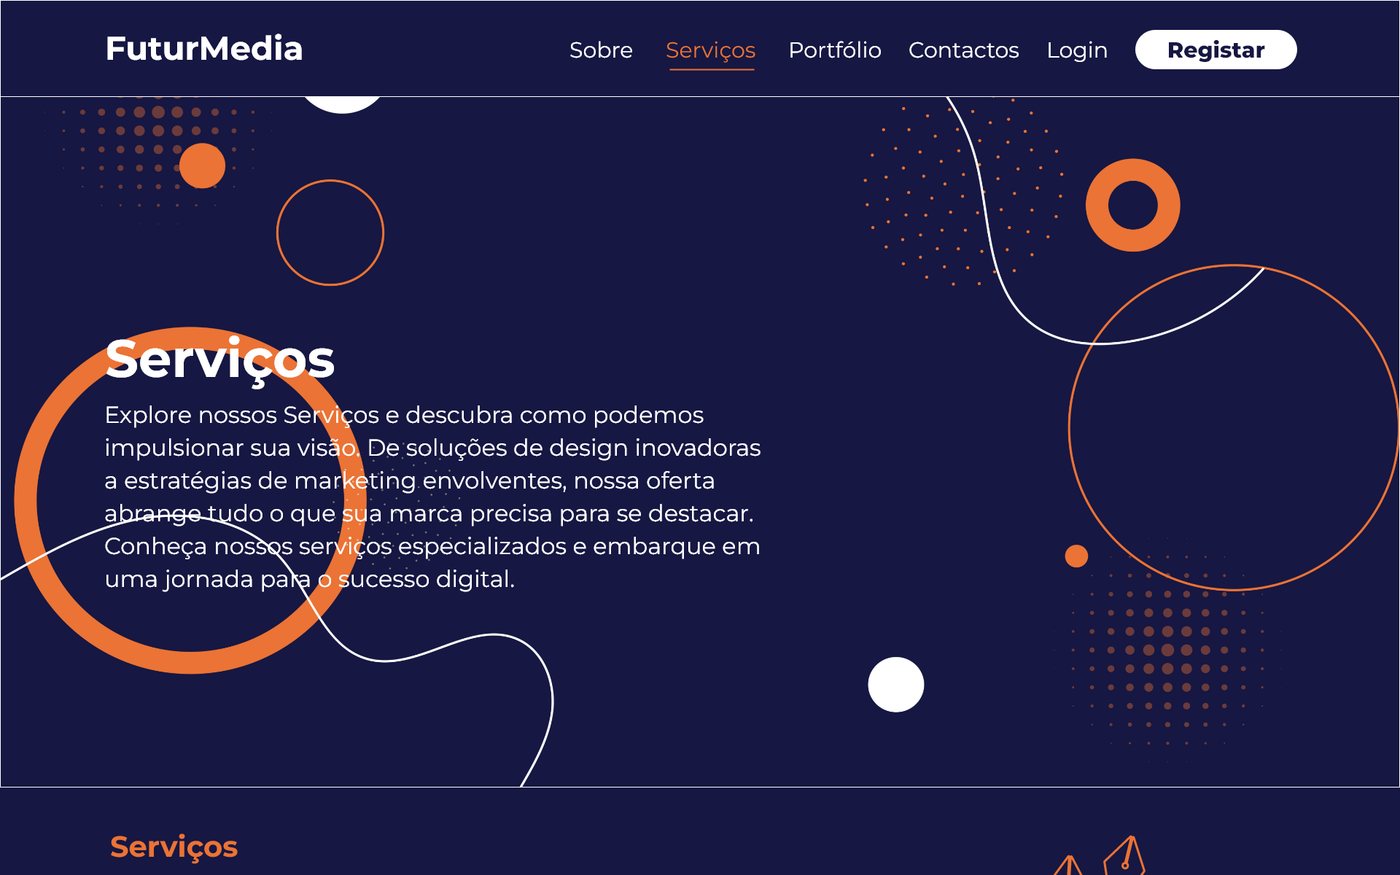 FuturMedia
Sobre Serviços Portfólio Contactos Login Registar
Serviços
Explore nossos Serviços e descubra como podemos
impulsionar sua visão. De soluções de design inovadoras
a estratégias de marketing envolventes, nossa oferta
abrange tudo o que sua marca precisa para se destacar.
Conheça nossos serviços especializados e embarque em
uma jornada para o sucesso digital.
Serviços